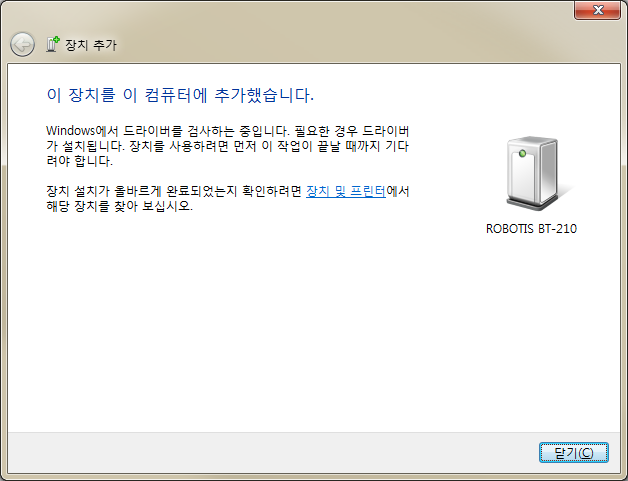 장치 추가
이 장치를 이 컴퓨터에 추가했습니다.
Windows에서 드라이버를 검사하는 중입니다. 필요한 경우 드라이버
가 설치됩니다. 장치를 사용하려면 먼저 이 작업이 끝날 때까지 기다
려야 합니다.
장치 설치가 올바르게 완료되었는지 확인하려면 장치 및 프린터에서
해당 장치를 찾아 보십시오.
ROBOTIS BT-210
닫기(C)